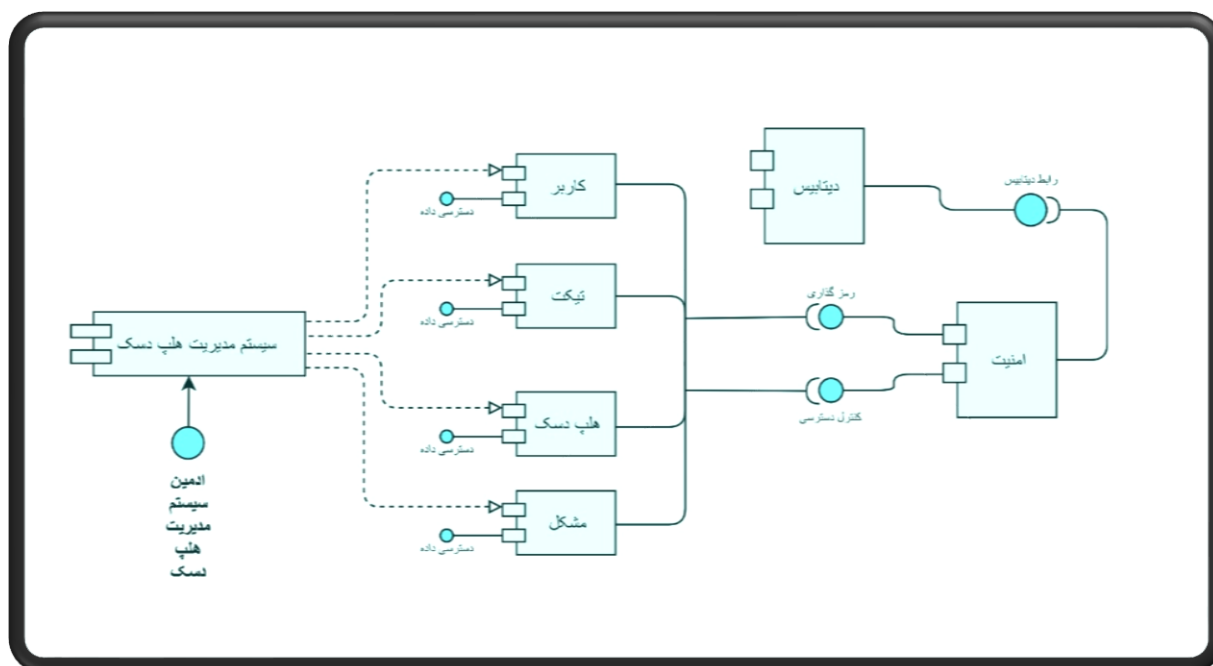 کاربر
دسترسی داده
دیتابیس
رابط دیتابیس
تیکت
دسترسی داده
رمز گذاری
سیستم مدیریت هلپ دسک
امنیت
هلپ دسک
دسترسی داده
کنترل دسترسی
ادمین
سیستم
مدیریت
هلپ
دسک
مشکل
دسترسی داده